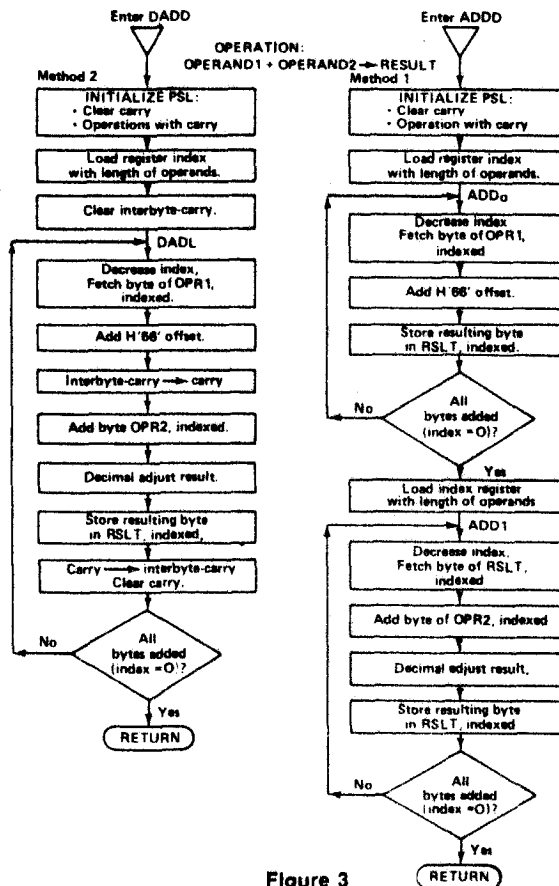 Enter DADD
OPERATION:
OPERAND1 + OPERAND2 → RESULT
Method 2
INITIALIZE PSL:
· Clear carry
· Operations with carry
Load register index
with length of operands.
Clear interbyte-carry.
DADL
Decrease index,
Fetch byte of OPR1,
indexed.
Add H'66' offset.
Interbyte-carry → carry
Add byte OPR2, indexed.
Decimal adjust result.
Store resulting byte
in RSLT, indexed,
Carry → interbyte-carry
Clear carry.
No
All
bytes added
(index =O)?
Yes
RETURN
Enter ADDD
Method 1
INITIALIZE PSL:
· Clear carry
· Operation with carry
Load register index
with length of operands.
ADDa
Decrease index
Fetch byte of OPR1,
indexed
Add H'66' offset.
Store resulting byte
in RSLT, indexed.
No
All
bytes added
(index =O)?
Yes
Load index register
with length of operands
ADD1
Decrease index.
Fetch byte of RSLT,
indexed
Add byte of OPR2, indexed
Decimal adjust result,
Store resulting byte
in RSLT, indexed
No
All
bytes added
(index =O)?
Yes
RETURN
Figure 3